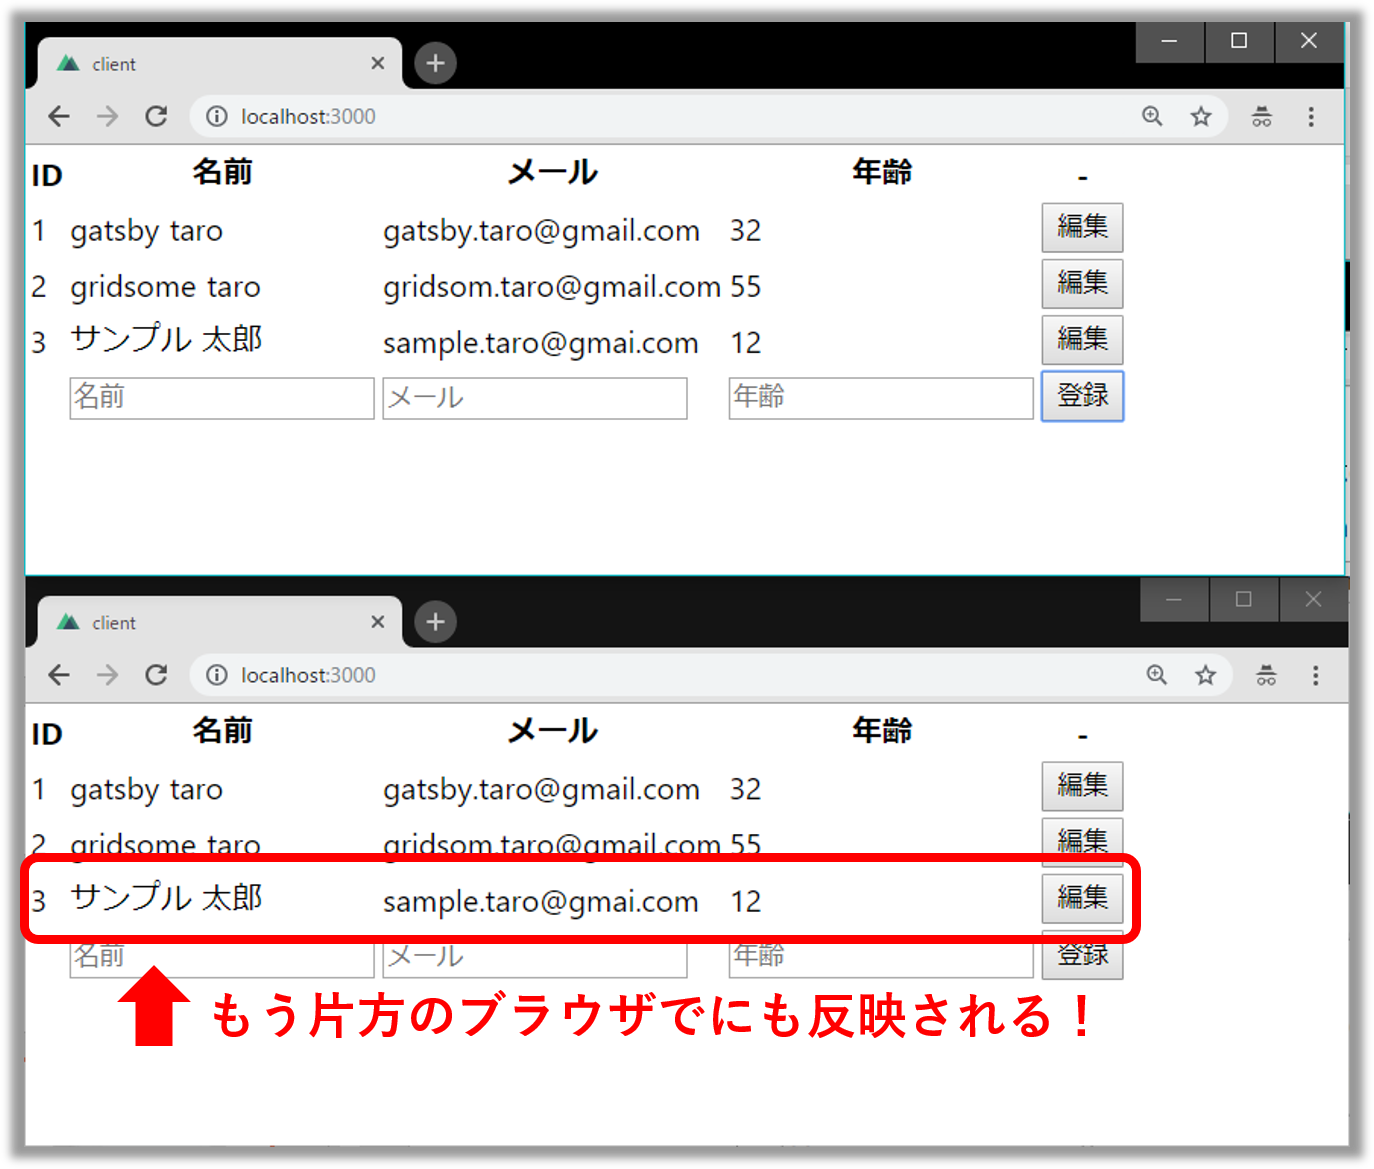 client
localhost:3000
ID 名前 メール 年齢 -
1 gatsby taro gatsby.taro@gmail.com 32 編集
2 gridsome taro gridsom.taro@gmail.com 55 編集
3 サンプル 太郎 sample.taro@gmai.com 12 編集
名前 メール 年齢 登録
client
localhost:3000
ID 名前 メール 年齢 -
1 gatsby taro gatsby.taro@gmail.com 32 編集
2 gridsome taro gridsom.taro@gmail.com 55 編集
3 サンプル 太郎 sample.taro@gmai.com 12 編集
名前 メール 年齢 登録
もう片方のブラウザでにも反映される！